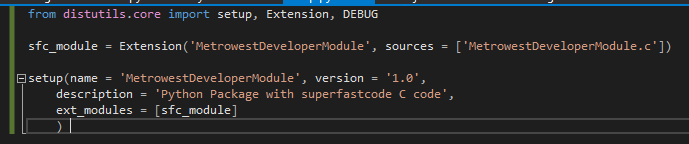 from distutils.core import setup, Extension, DEBUG
sfc_module = Extension('MetrowestDeveloperModule', sources = ['MetrowestDeveloperModule.c'])
setup(name = 'MetrowestDeveloperModule', version = '1.0',
    description = 'Python Package with superfastcode C code',
    ext_modules = [sfc_module]
    )